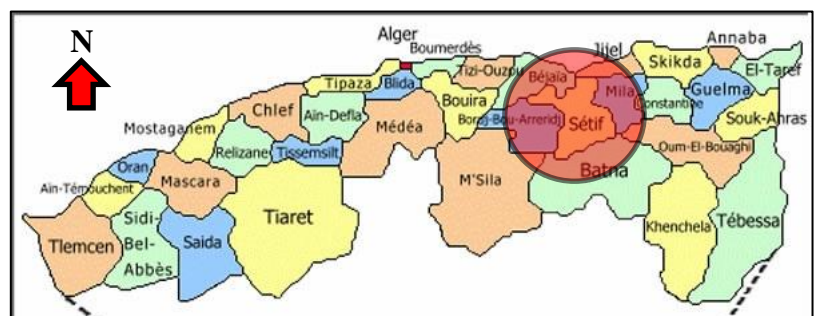 N
Alger
Annaba
Boumerdès
Jijel
Skikda
Tizi-Ouzou
El-Taref
Béjaïa
Tipaza
Blida
Mila
Guelma
Bouira
Constantine
Chlef
Ain-Defla
Souk-Ahras
Bordj-Bou-Arreridj
Sétif
Mostaganem
Médéa
Relizane
Tissemsilt
Oum-El-Bouaghi
Oran
Batna
Mascara
M'Sila
Ain-Témouchent
Tiaret
Sidi-
Bel-
Abbès
Tébessa
Khenchela
Saida
Tlemcen